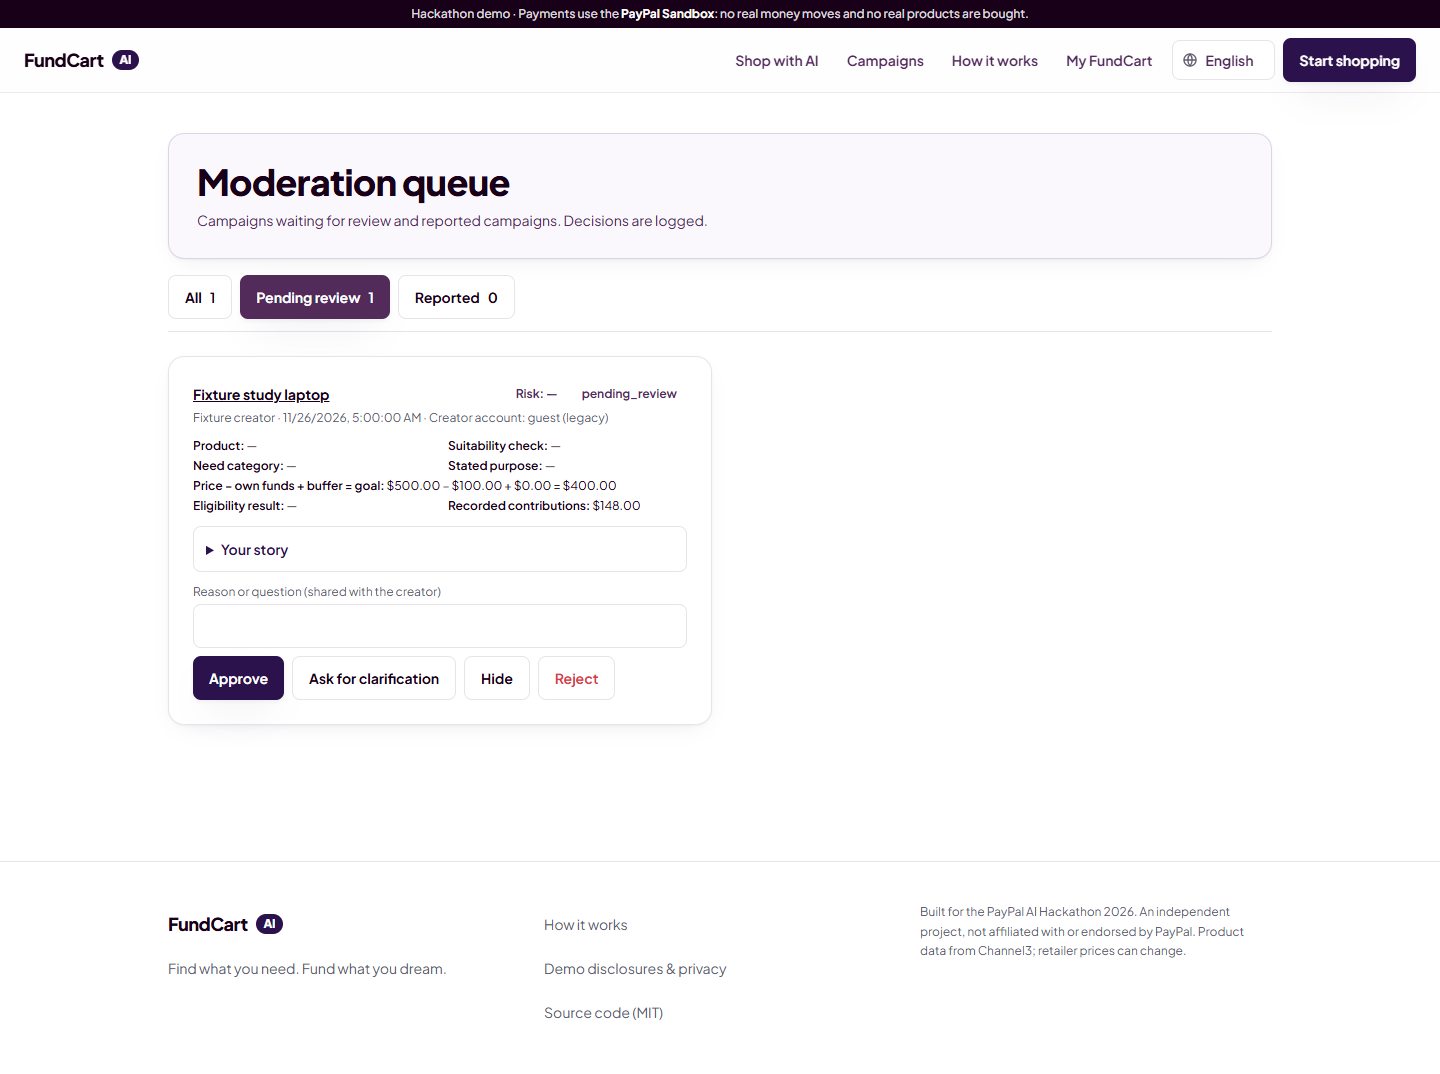 Hackathon demo · Payments use the PayPal Sandbox: no real money moves and no real products are bought.
FundCart AI
Shop with AI
Campaigns
How it works
My FundCart
English
Start shopping
Moderation queue
Campaigns waiting for review and reported campaigns. Decisions are logged.
All 1
Pending review 1
Reported 0
Fixture study laptop
Risk: —
pending_review
Fixture creator · 11/26/2026, 5:00:00 AM · Creator account: guest (legacy)
Product: —
Suitability check: —
Need category: —
Stated purpose: —
Price − own funds + buffer = goal: $500.00 − $100.00 + $0.00 = $400.00
Eligibility result: —
Recorded contributions: $148.00
Your story
Reason or question (shared with the creator)
Approve
Ask for clarification
Hide
Reject
FundCart AI
Find what you need. Fund what you dream.
How it works
Demo disclosures & privacy
Source code (MIT)
Built for the PayPal AI Hackathon 2026. An independent
project, not affiliated with or endorsed by PayPal. Product
data from Channel3; retailer prices can change.